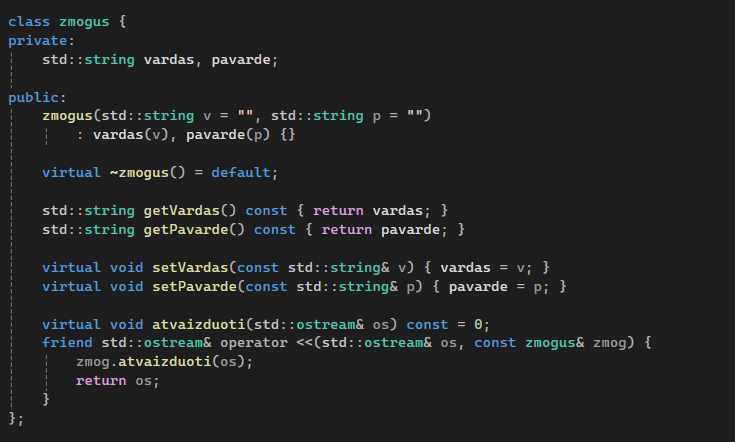 class zmogus {
private:
    std::string vardas, pavarde;

public:
    zmogus(std::string v = "", std::string p = "")
        : vardas(v), pavarde(p) {}

    virtual ~zmogus() = default;

    std::string getVardas() const { return vardas; }
    std::string getPavarde() const { return pavarde; }

    virtual void setVardas(const std::string& v) { vardas = v; }
    virtual void setPavarde(const std::string& p) { pavarde = p; }

    virtual void atvaizduoti(std::ostream& os) const = 0;
    friend std::ostream& operator <<(std::ostream& os, const zmogus& zmog) {
        zmog.atvaizduoti(os);
        return os;
    }
};